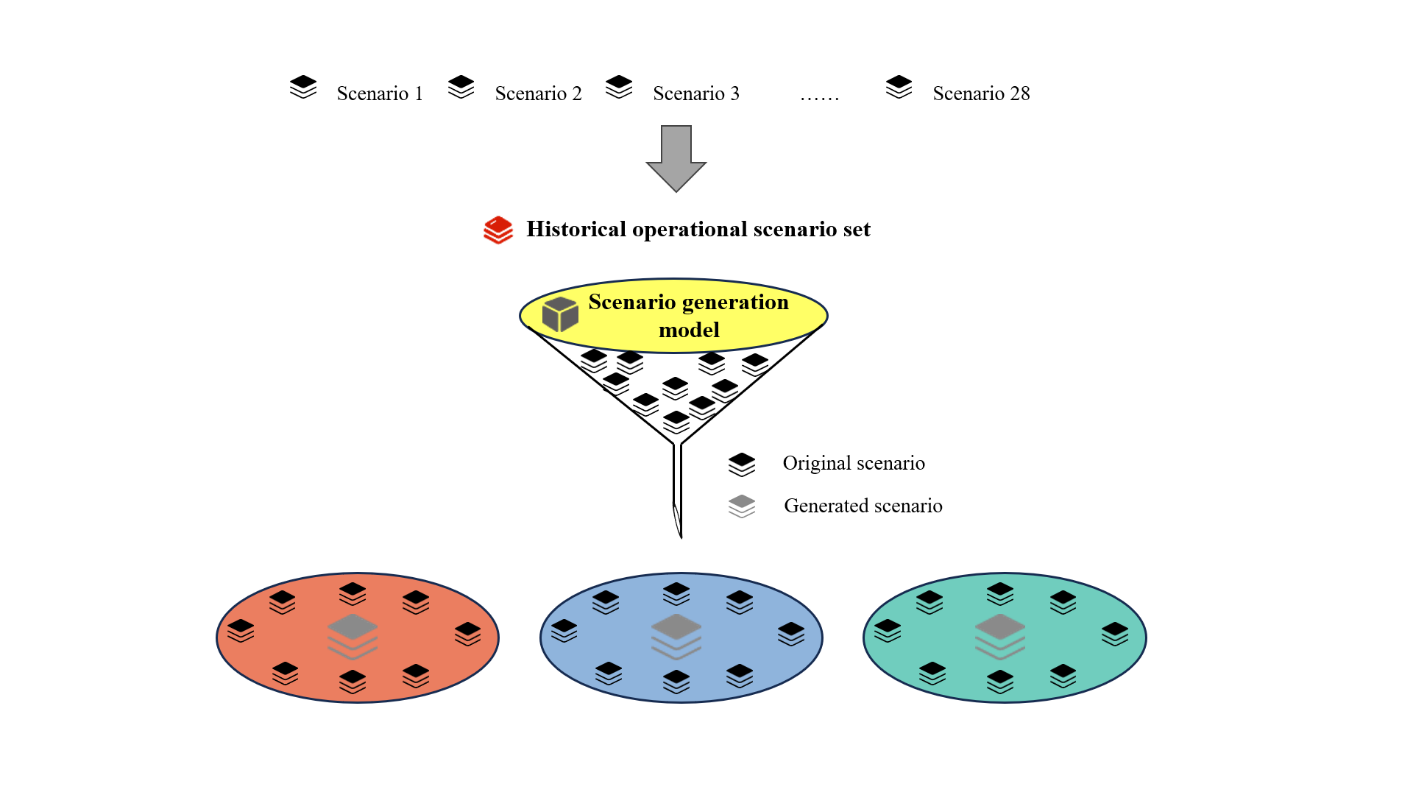 Scenario 1 Scenario 2 Scenario 3 …… Scenario 28
Historical operational scenario set
Scenario generation
model
Original scenario
Generated scenario